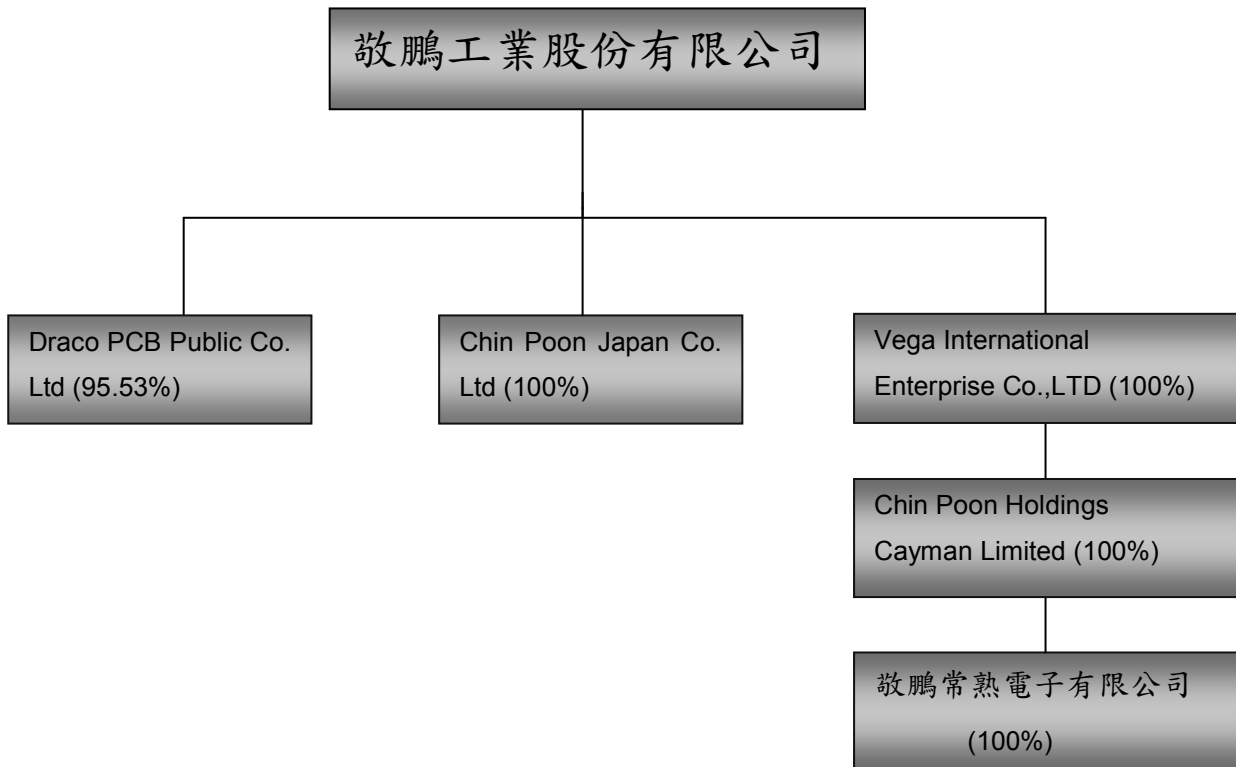 敬鵬工業股份有限公司
Draco PCB Public Co.
Ltd (95.53%)
Chin Poon Japan Co.
Ltd (100%)
Vega International
Enterprise Co.,LTD (100%)
Chin Poon Holdings
Cayman Limited (100%)
敬鵬常熟電子有限公司
(100%)